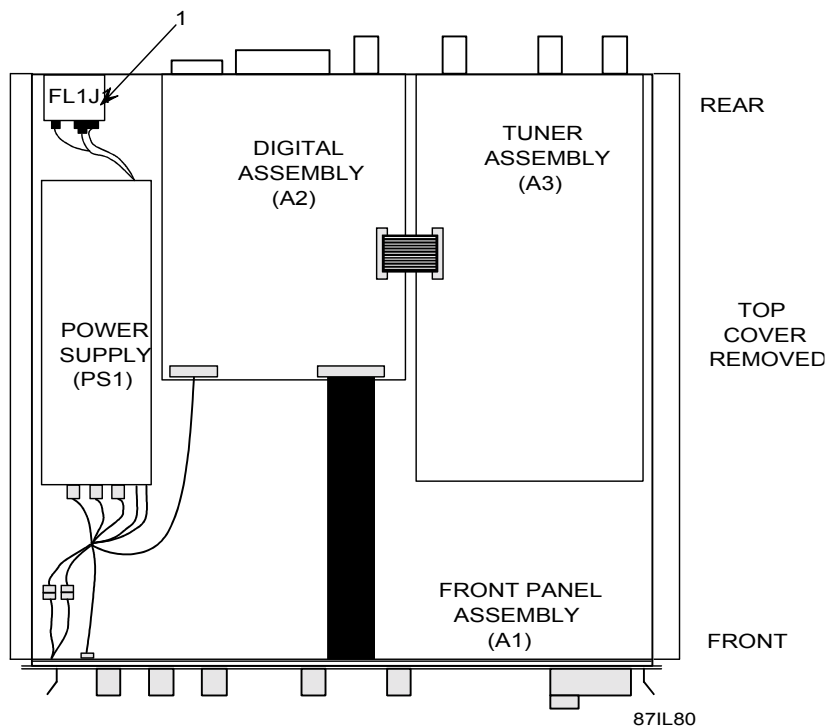 1
FL1J1
REAR
DIGITAL
ASSEMBLY
(A2)
TUNER
ASSEMBLY
(A3)
POWER
SUPPLY
(PS1)
TOP
COVER
REMOVED
FRONT PANEL
ASSEMBLY
(A1)
FRONT
87IL80